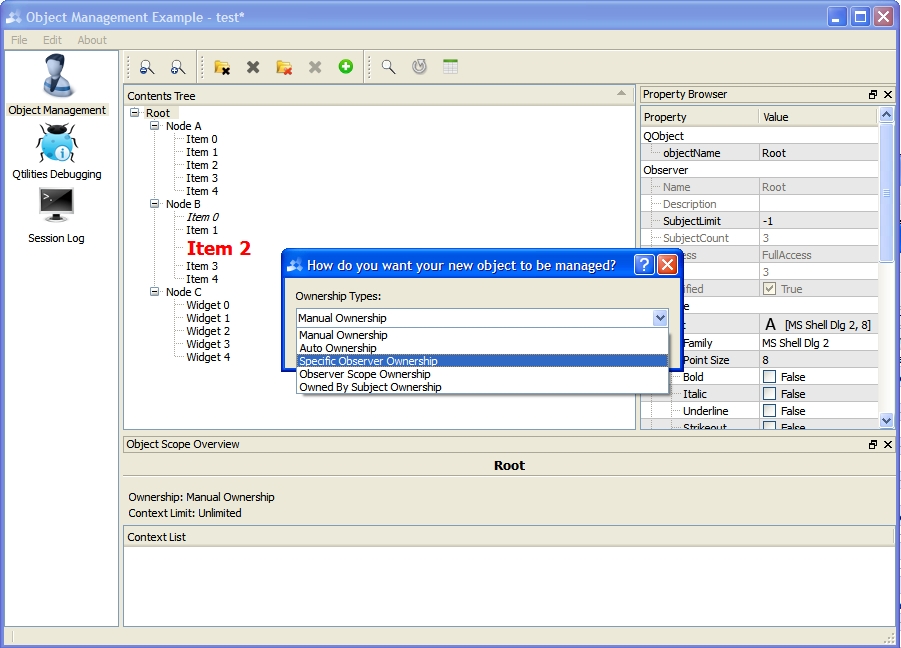 Object Management Example - test*
File Edit About
Object Management
Qtilities Debugging
Session Log
Contents Tree
Root
Node A
Item 0
Item 1
Item 2
Item 3
Item 4
Node B
Item 0
Item 1
Item 2
Item 3
Item 4
Node C
Widget 0
Widget 1
Widget 2
Widget 3
Widget 4
Property Browser
Property Value
QObject
objectName Root
Observer
Name Root
Description
SubjectLimit -1
SubjectCount 3
ess FullAccess
3
ified True
e
t A [MS Shell Dlg 2, 8]
Family MS Shell Dlg 2
Point Size 8
Bold False
Italic False
Underline False
Strikeout False
How do you want your new object to be managed?
Ownership Types:
Manual Ownership
Manual Ownership
Auto Ownership
Specific Observer Ownership
Observer Scope Ownership
Owned By Subject Ownership
Object Scope Overview
Root
Ownership: Manual Ownership
Context Limit: Unlimited
Context List